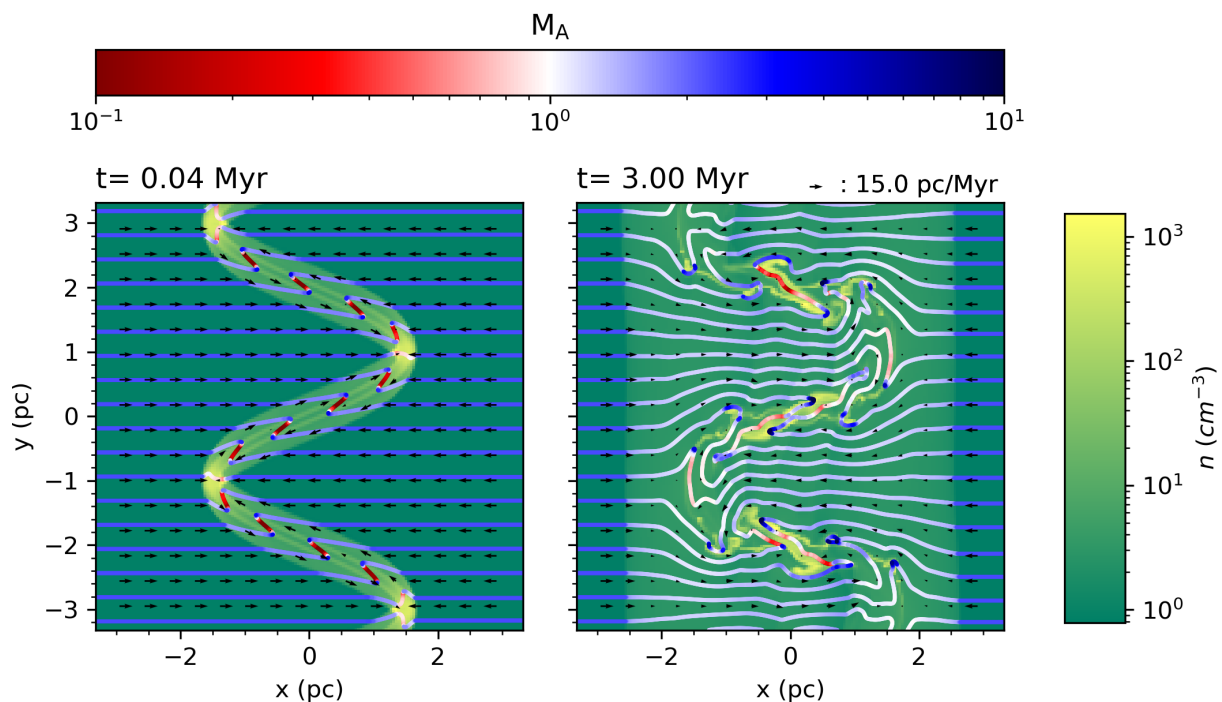 M_A
10^{-1} 10^0 10^1
t= 0.04 Myr
t= 3.00 Myr
: 15.0 pc/Myr
3
2
1
0
−1
−2
−3
y (pc)
−2 0 2
x (pc)
−2 0 2
x (pc)
10^3
10^2
10^1
10^0
n (cm^{-3})